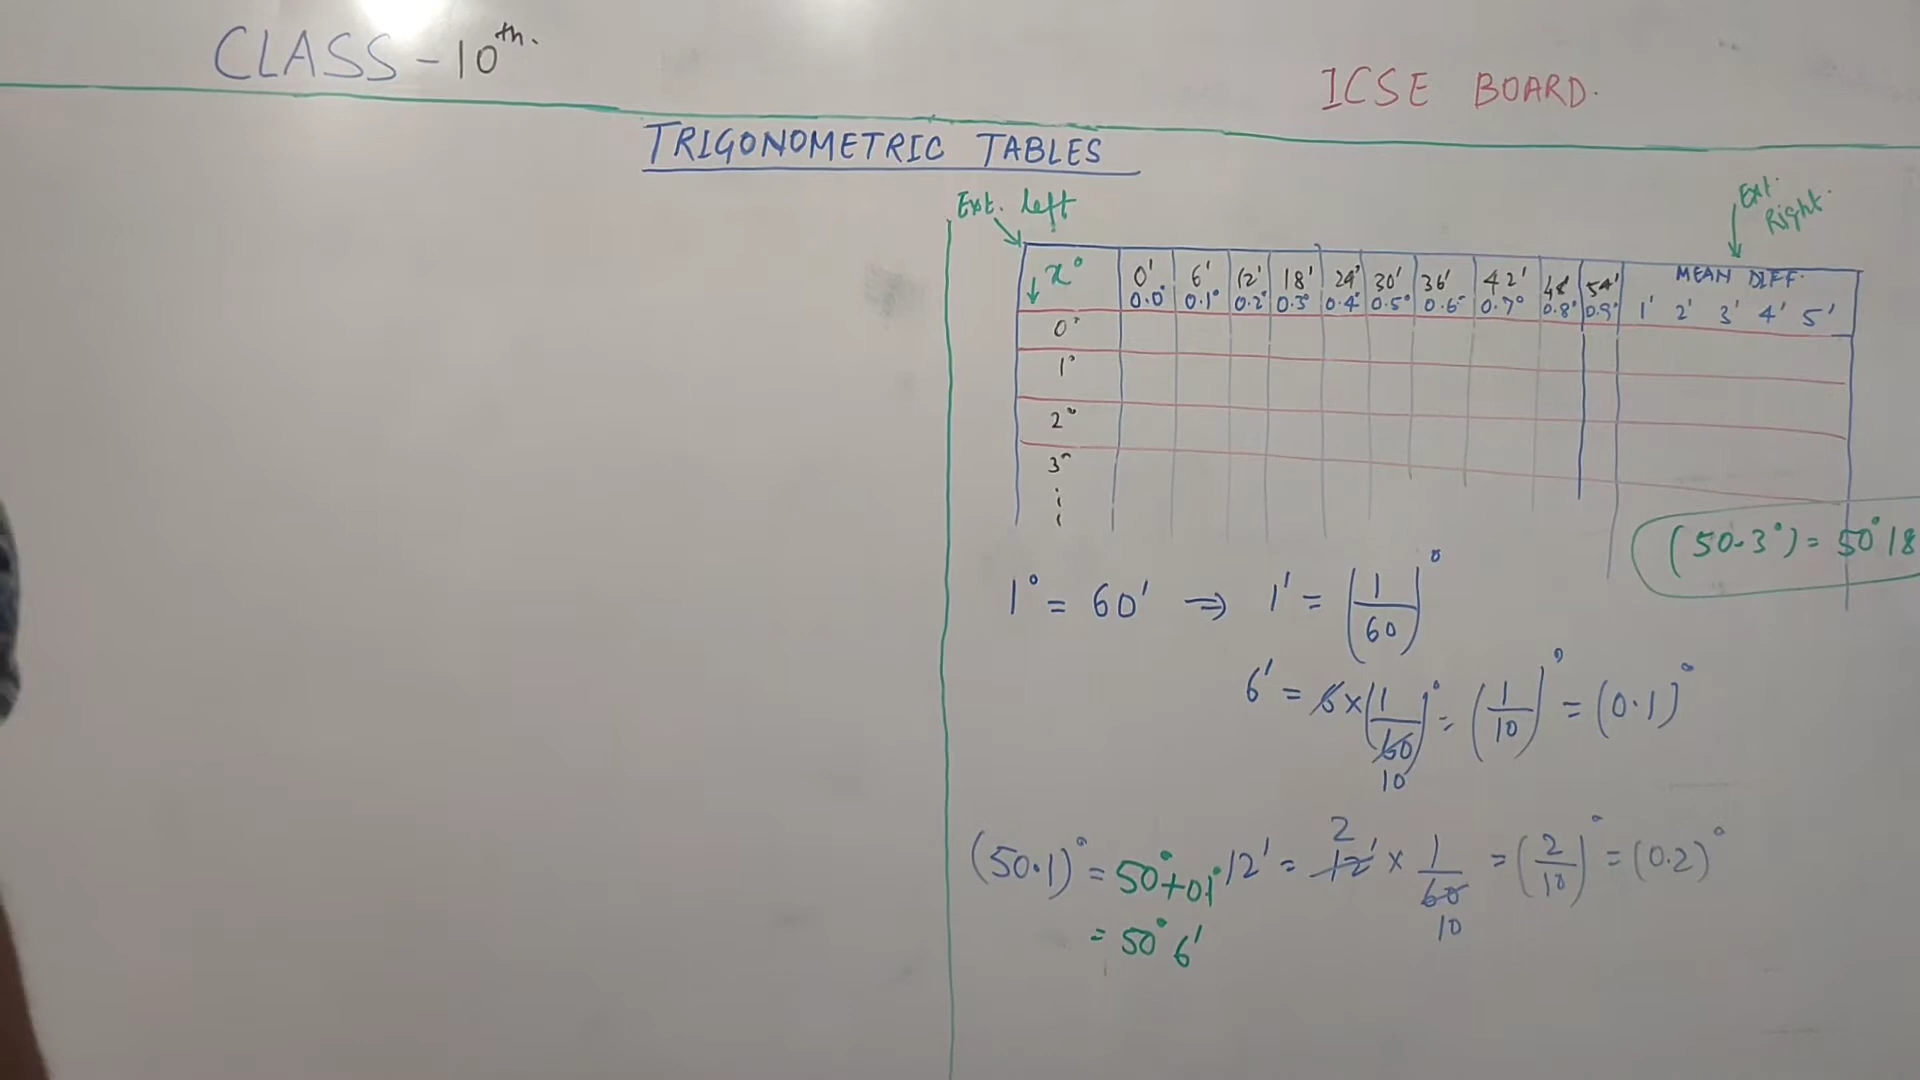 CLASS - 10th.
ICSE BOARD.
TRIGONOMETRIC TABLES
Ext. left
Ext. Right.
x° 0' 6' 12' 18' 24' 30' 36' 42' 48' 54' MEAN DIFF.
0.0° 0.1° 0.2° 0.3° 0.4° 0.5° 0.6° 0.7° 0.8° 0.9° 1' 2' 3' 4' 5'
0°
1°
2°
3°
(50.3°) = 50° 18
1° = 60' ⇒ 1' = (1/60)°
6' = 6 × (1/60)° = (1/10)° = (0.1)°
10
(50.1)° = 50° + 0.1°
12' = 12' × 1/60 = (2/10)° = (0.2)°
2
10
= 50° 6'